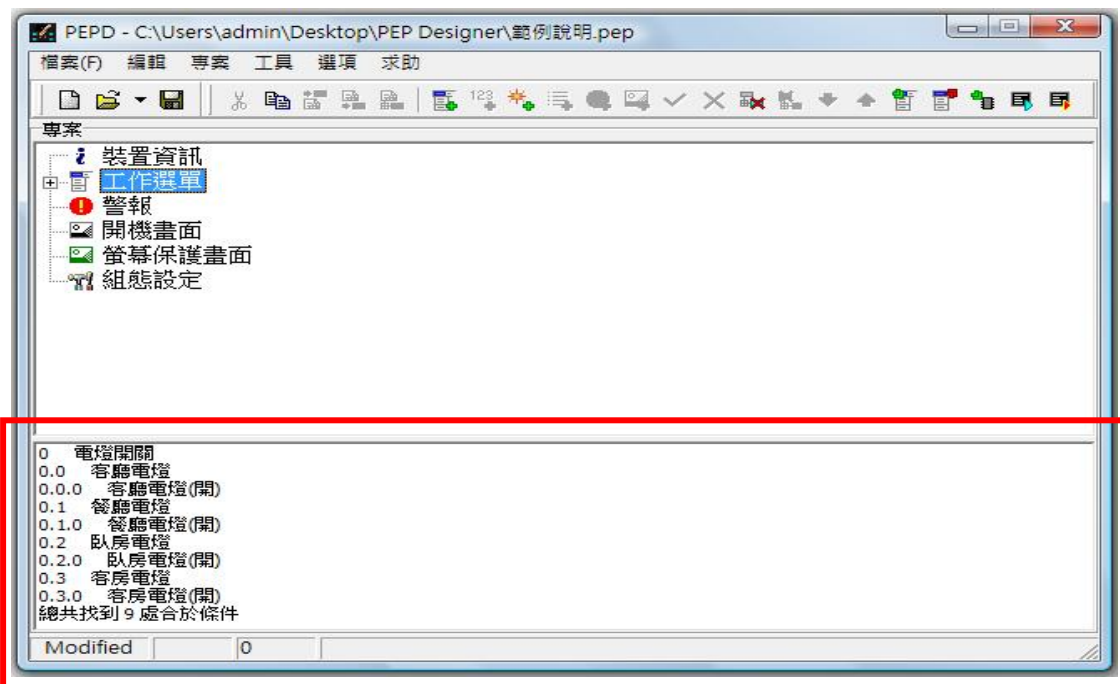 PEPD - C:\Users\admin\Desktop\PEP Designer\範例說明.pep
檔案(F) 編輯 專案 工具 選項 求助
123
專案
裝置資訊
工作選單
警報
開機畫面
螢幕保護畫面
組態設定
0 電燈開關
0.0 客廳電燈
0.0.0 客廳電燈(開)
0.1 餐廳電燈
0.1.0 餐廳電燈(開)
0.2 臥房電燈
0.2.0 臥房電燈(開)
0.3 客房電燈
0.3.0 客房電燈(開)
總共找到 9 處合於條件
Modified 0